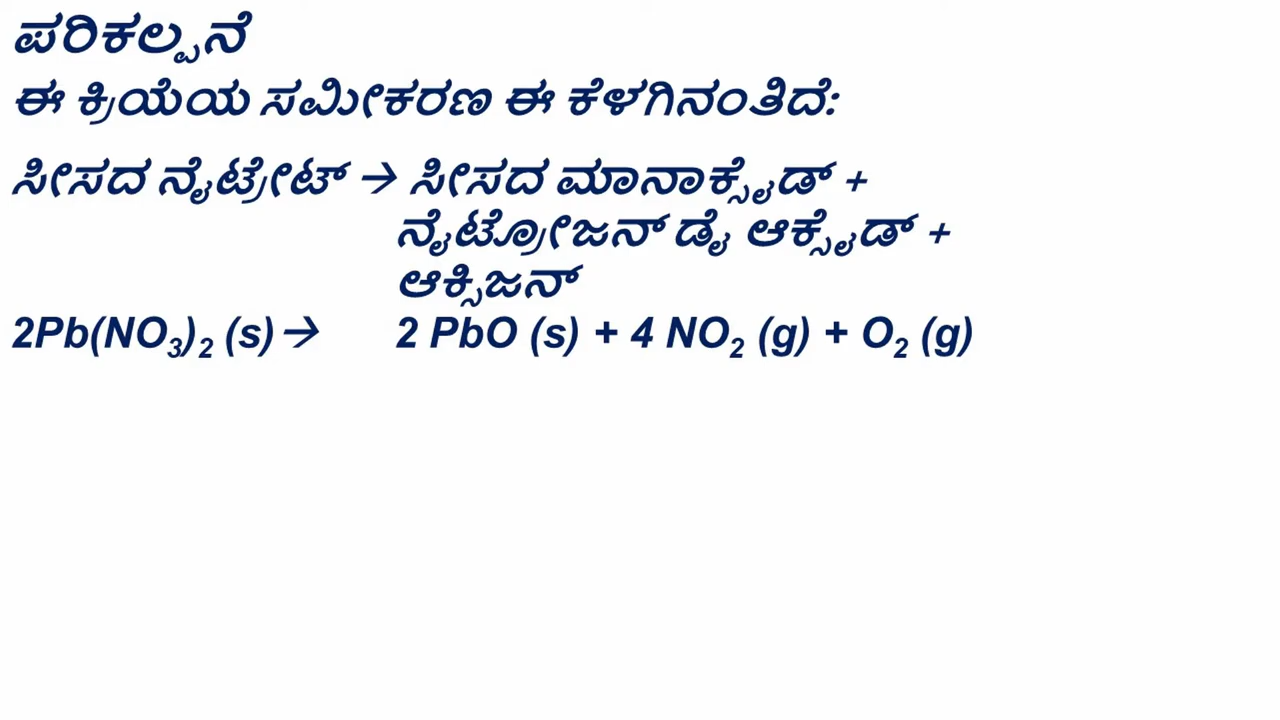 ಪರಿಕಲ್ಪನೆ
ಈ ಕ್ರಿಯೆಯ ಸಮೀಕರಣ ಈ ಕೆಳಗಿನಂತಿದೆ:
ಸೀಸದ ನೈಟ್ರೇಟ್ → ಸೀಸದ ಮಾನಾಕ್ಸೈಡ್ +
ನೈಟ್ರೋಜನ್ ಡೈ ಆಕ್ಸೈಡ್ +
ಆಕ್ಸಿಜನ್
2Pb(NO₃)₂ (s)→ 2 PbO (s) + 4 NO₂ (g) + O₂ (g)